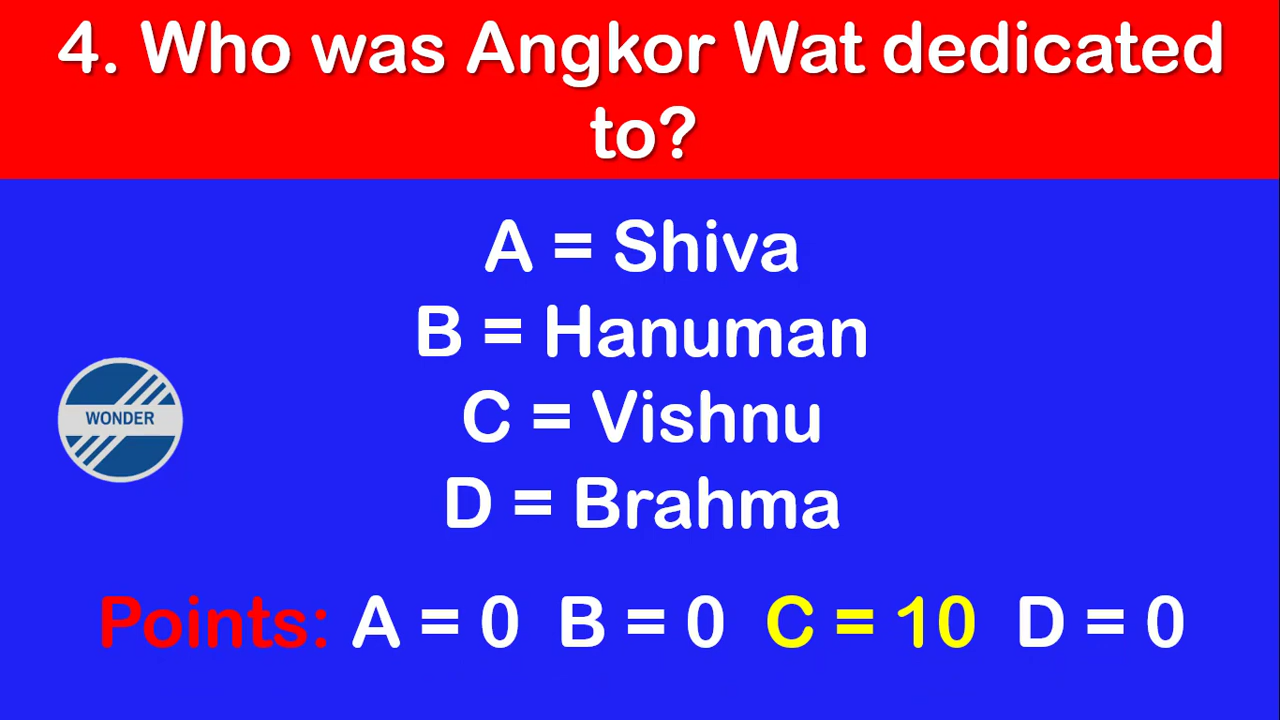 4. Who was Angkor Wat dedicated
to?
A = Shiva
B = Hanuman
WONDER
C = Vishnu
D = Brahma
Points: A = 0 B = 0 C = 10 D = 0